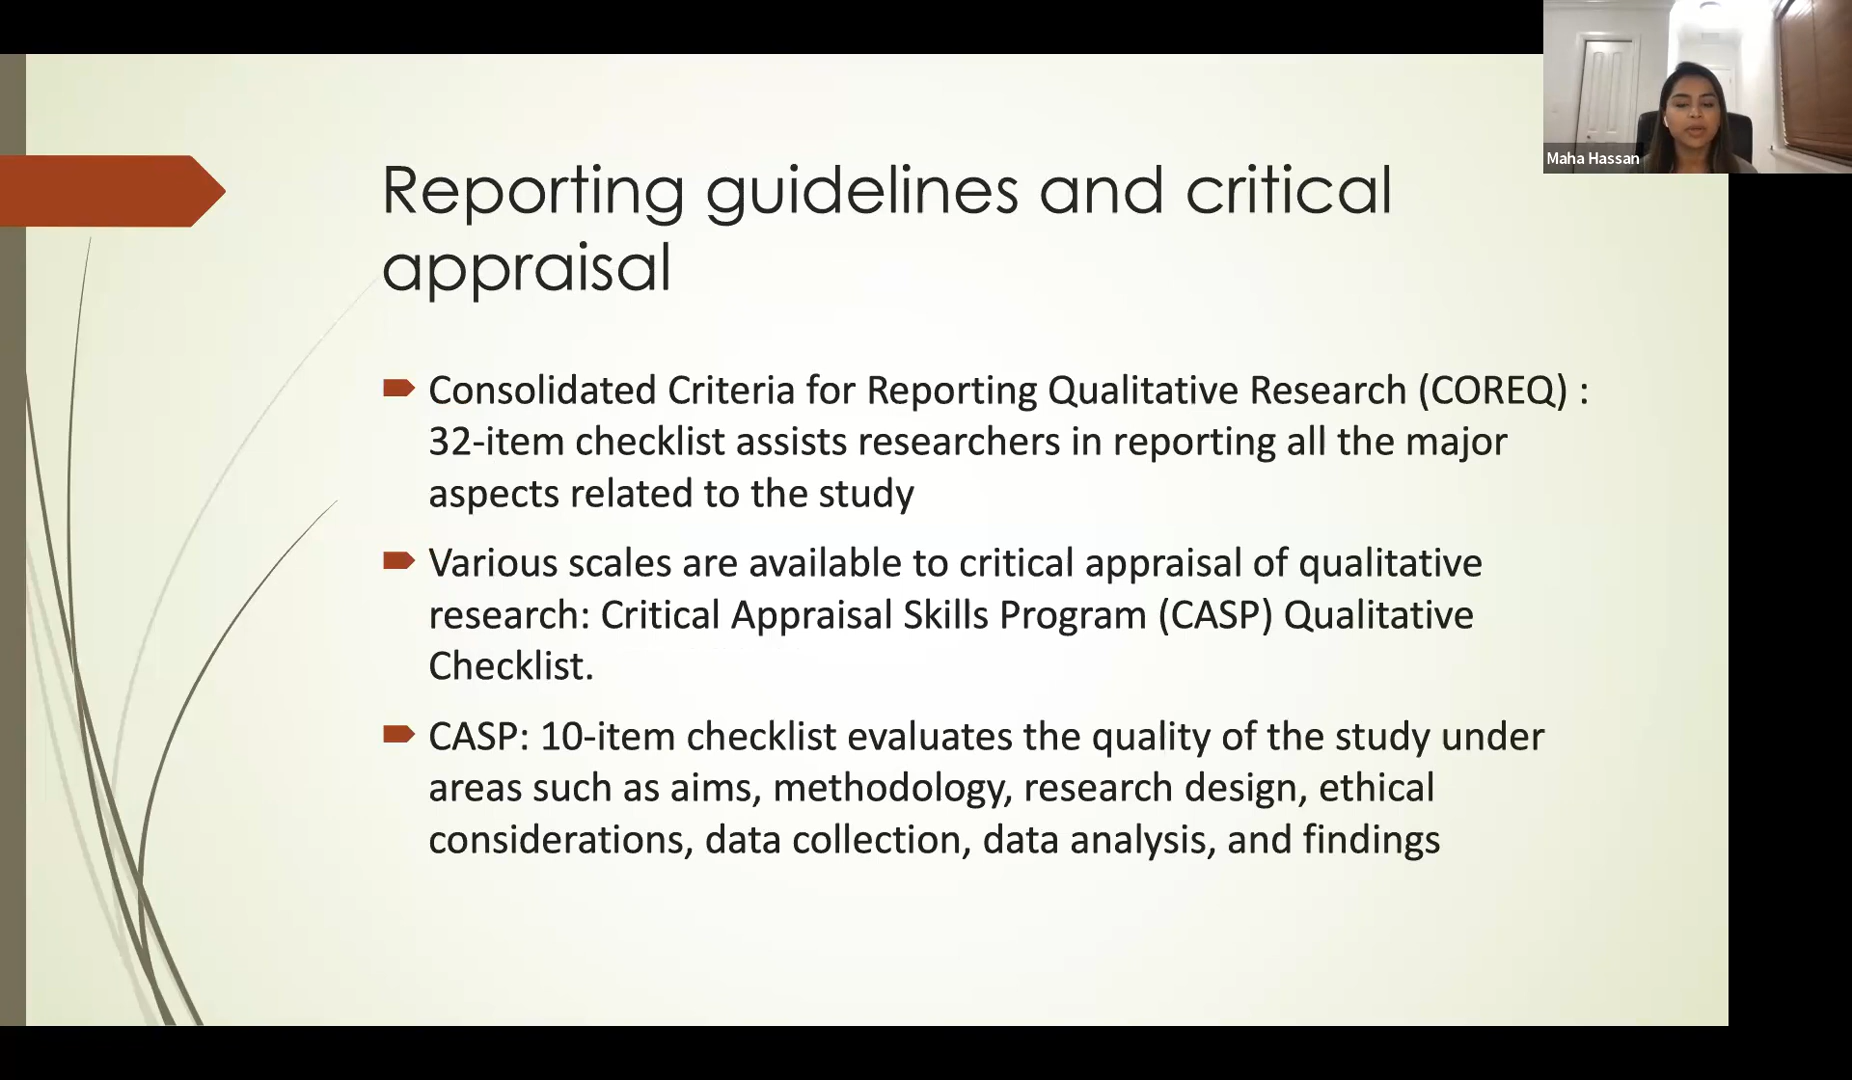 Maha Hassan
Reporting guidelines and critical
appraisal
Consolidated Criteria for Reporting Qualitative Research (COREQ) :
32-item checklist assists researchers in reporting all the major
aspects related to the study
Various scales are available to critical appraisal of qualitative
research: Critical Appraisal Skills Program (CASP) Qualitative
Checklist.
CASP: 10-item checklist evaluates the quality of the study under
areas such as aims, methodology, research design, ethical
considerations, data collection, data analysis, and findings